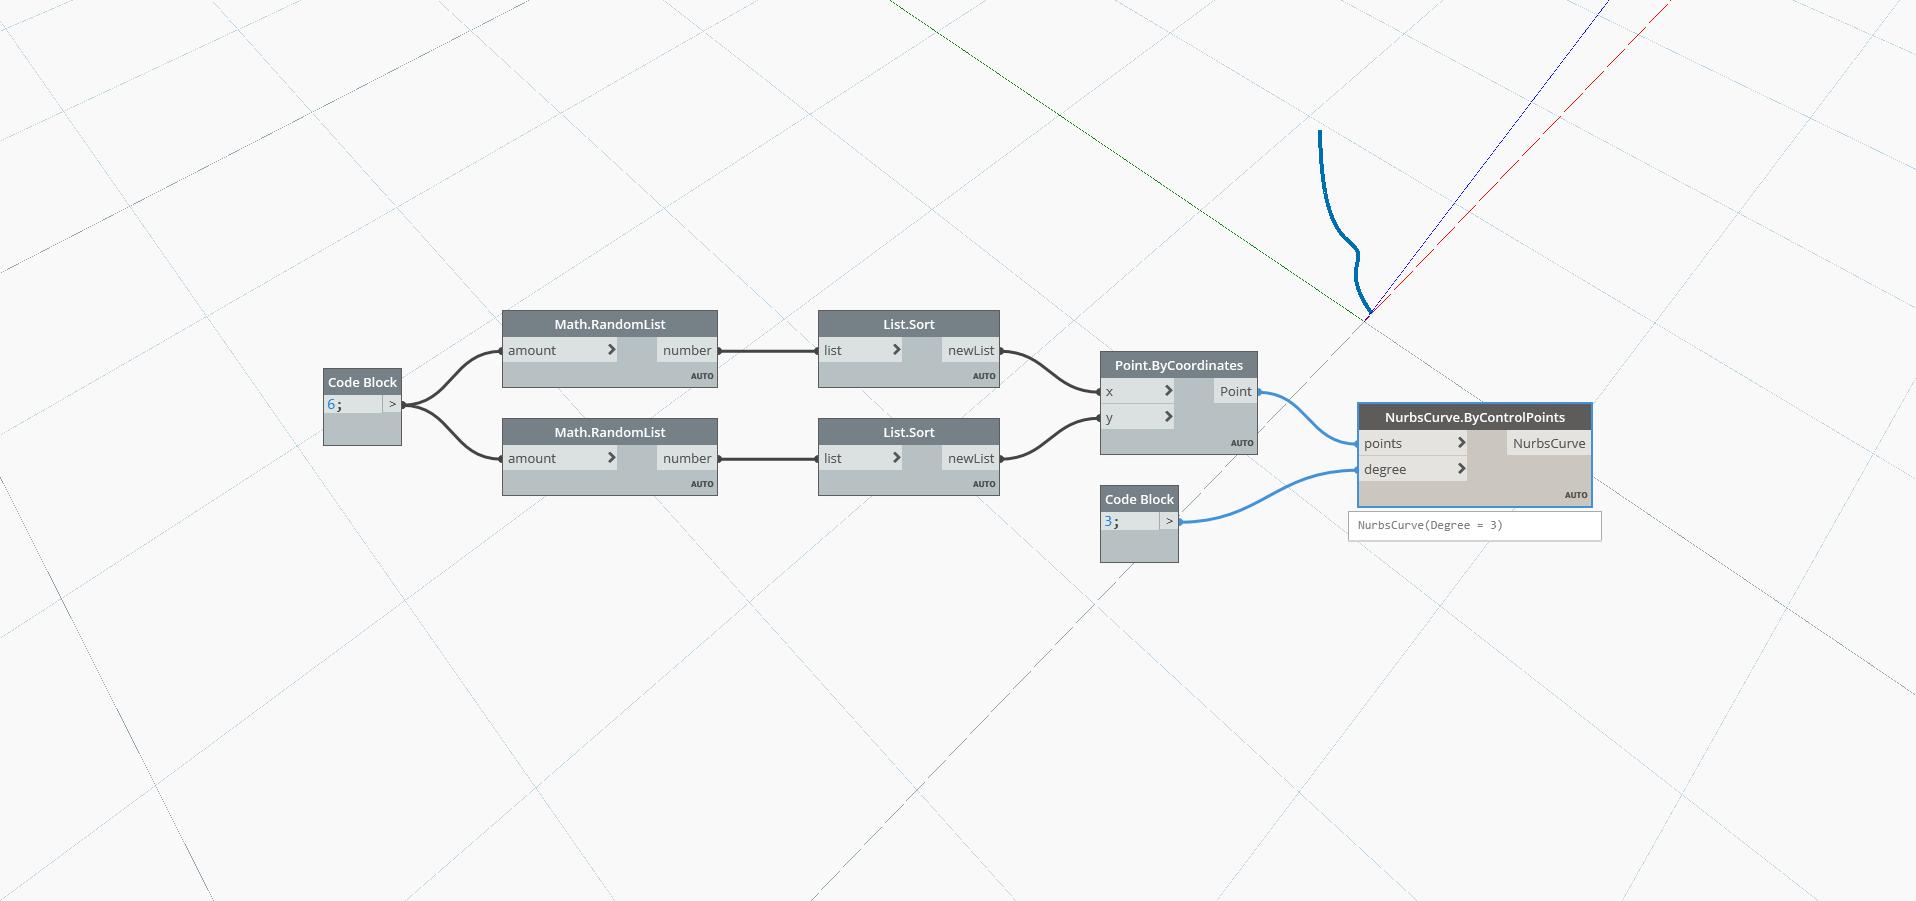 Code Block
6;
>
Math.RandomList
amount
number
AUTO
Math.RandomList
amount
number
AUTO
List.Sort
list
newList
AUTO
List.Sort
list
newList
AUTO
Point.ByCoordinates
x
Point
y
AUTO
Code Block
3;
>
NurbsCurve.ByControlPoints
points
NurbsCurve
degree
AUTO
NurbsCurve(Degree = 3)